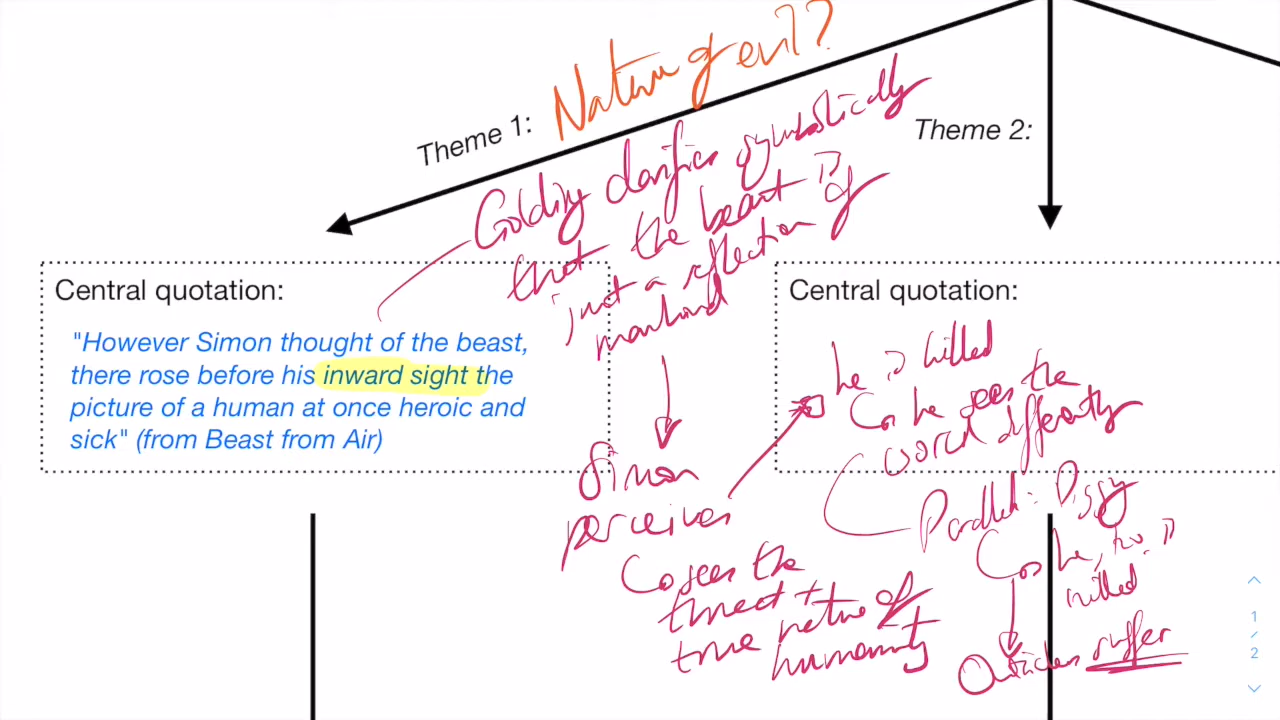 Theme 1: Nature of evil?
Theme 2:
Golding clarifies symbolically
that the beast is
just a reflection of
mankind
Central quotation:
"However Simon thought of the beast,
there rose before his inward sight the
picture of a human at once heroic and
sick" (from Beast from Air)
Simon
perceives
sees the
threat +
true nature of
humanity
Central quotation:
he is killed
he sees the
world differently
Parallel: Piggy
he, too, is
killed
Outsiders suffer
1
/
2